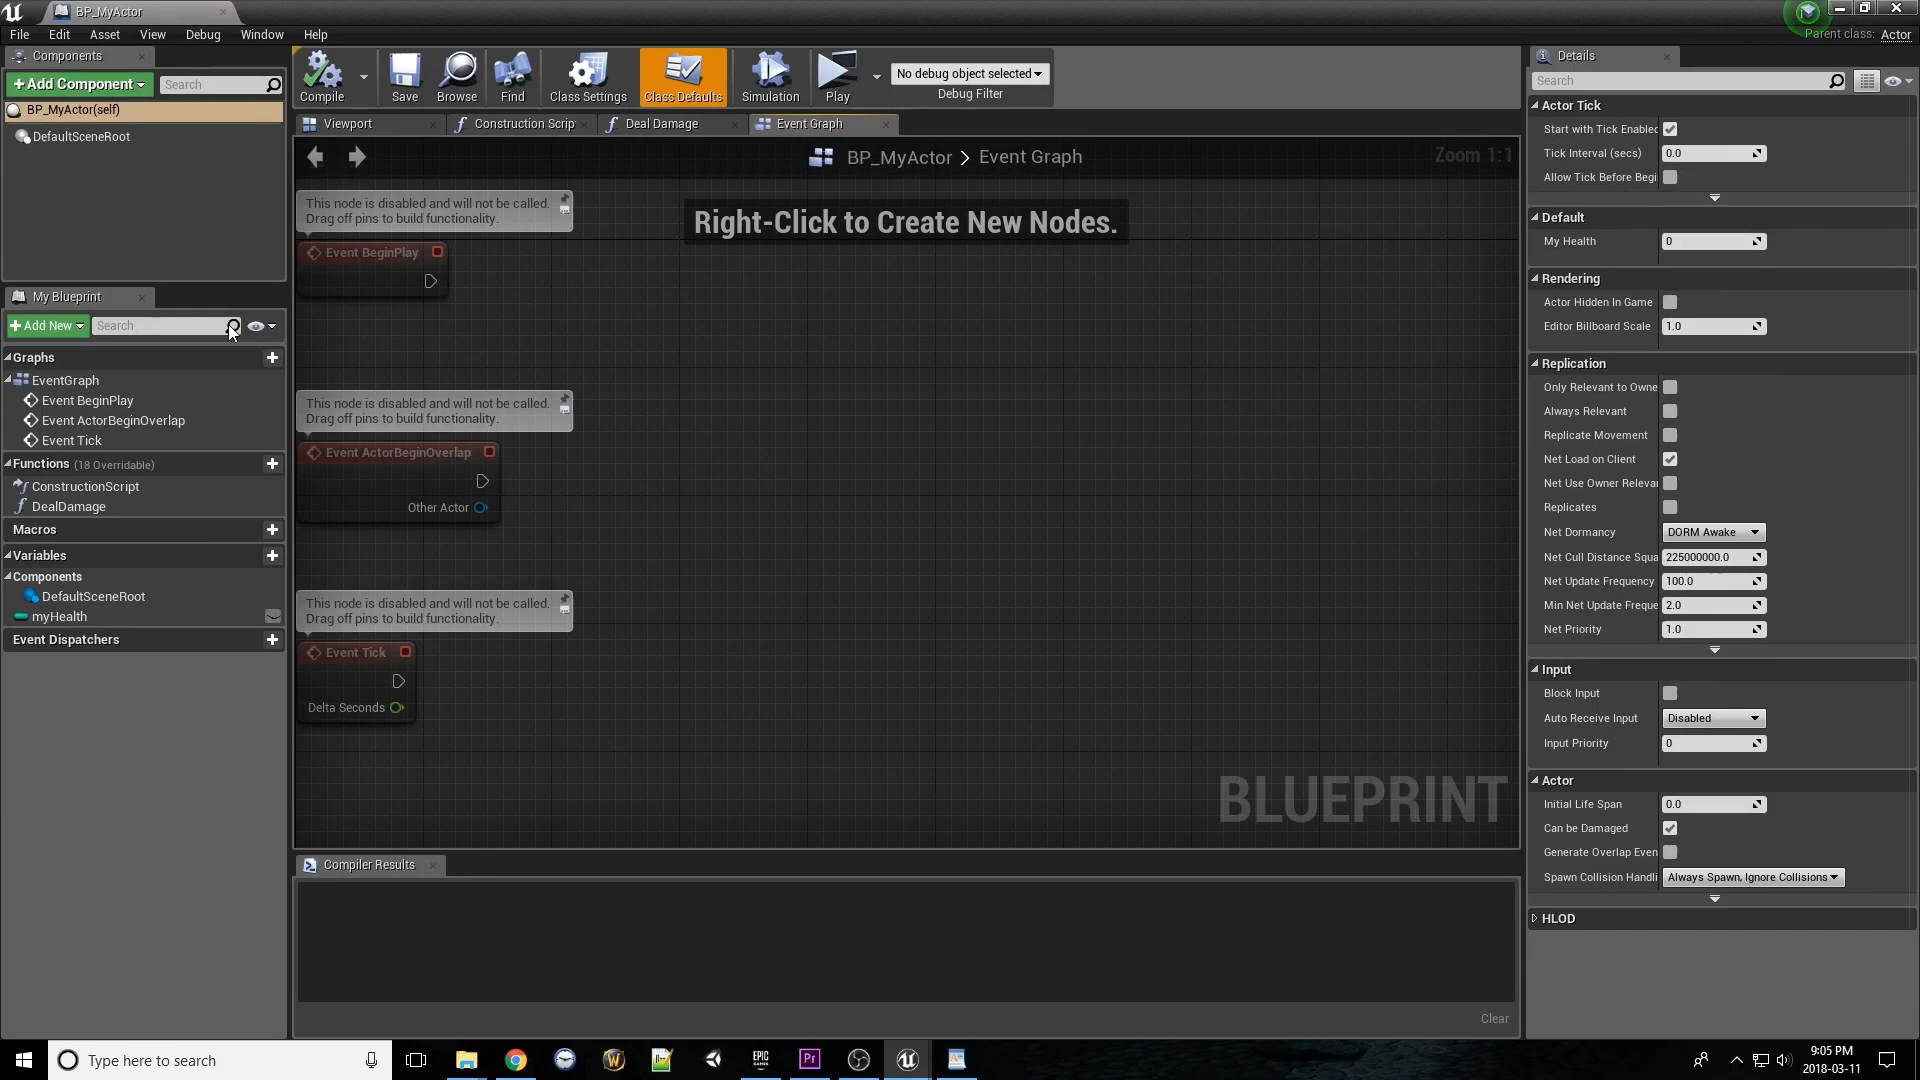 BP_MyActor
File Edit Asset View Debug Window Help
Parent class: Actor
Components
+Add Component
Search
BP_MyActor(self)
DefaultSceneRoot
My Blueprint
+Add New
Search
Graphs
EventGraph
Event BeginPlay
Event ActorBeginOverlap
Event Tick
Functions (18 Overridable)
ConstructionScript
DealDamage
Macros
Variables
Components
DefaultSceneRoot
myHealth
Event Dispatchers
Compile Save Browse Find Class Settings Class Defaults Simulation Play
No debug object selected
Debug Filter
Viewport Construction Scrip Deal Damage Event Graph
BP_MyActor > Event Graph
Zoom 1:1
Right-Click to Create New Nodes.
This node is disabled and will not be called.
Drag off pins to build functionality.
Event BeginPlay
This node is disabled and will not be called.
Drag off pins to build functionality.
Event ActorBeginOverlap
Other Actor
This node is disabled and will not be called.
Drag off pins to build functionality.
Event Tick
Delta Seconds
BLUEPRINT
Compiler Results
Clear
Details
Search
Actor Tick
Start with Tick Enabled
Tick Interval (secs) 0.0
Allow Tick Before Begi
Default
My Health 0
Rendering
Actor Hidden In Game
Editor Billboard Scale 1.0
Replication
Only Relevant to Owne
Always Relevant
Replicate Movement
Net Load on Client
Net Use Owner Releva
Replicates
Net Dormancy DORM Awake
Net Cull Distance Squa 225000000.0
Net Update Frequency 100.0
Min Net Update Freque 2.0
Net Priority 1.0
Input
Block Input
Auto Receive Input Disabled
Input Priority 0
Actor
Initial Life Span 0.0
Can be Damaged
Generate Overlap Even
Spawn Collision Handli Always Spawn, Ignore Collisions
HLOD
Type here to search
EPIC
GAMES
Pr
9:05 PM
2018-03-11